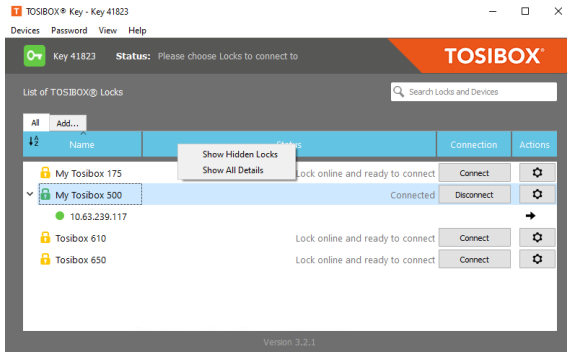 TOSIBOX® Key - Key 41823
Devices Password View Help
Key 41823 Status: Please choose Locks to connect to
TOSIBOX®
List of TOSIBOX® Locks
Search Locks and Devices
All Add...
Name Status Connection Actions
Show Hidden Locks
Show All Details
My Tosibox 175 Lock online and ready to connect Connect
My Tosibox 500 Connected Disconnect
10.63.239.117
Tosibox 610 Lock online and ready to connect Connect
Tosibox 650 Lock online and ready to connect Connect
Version 3.2.1